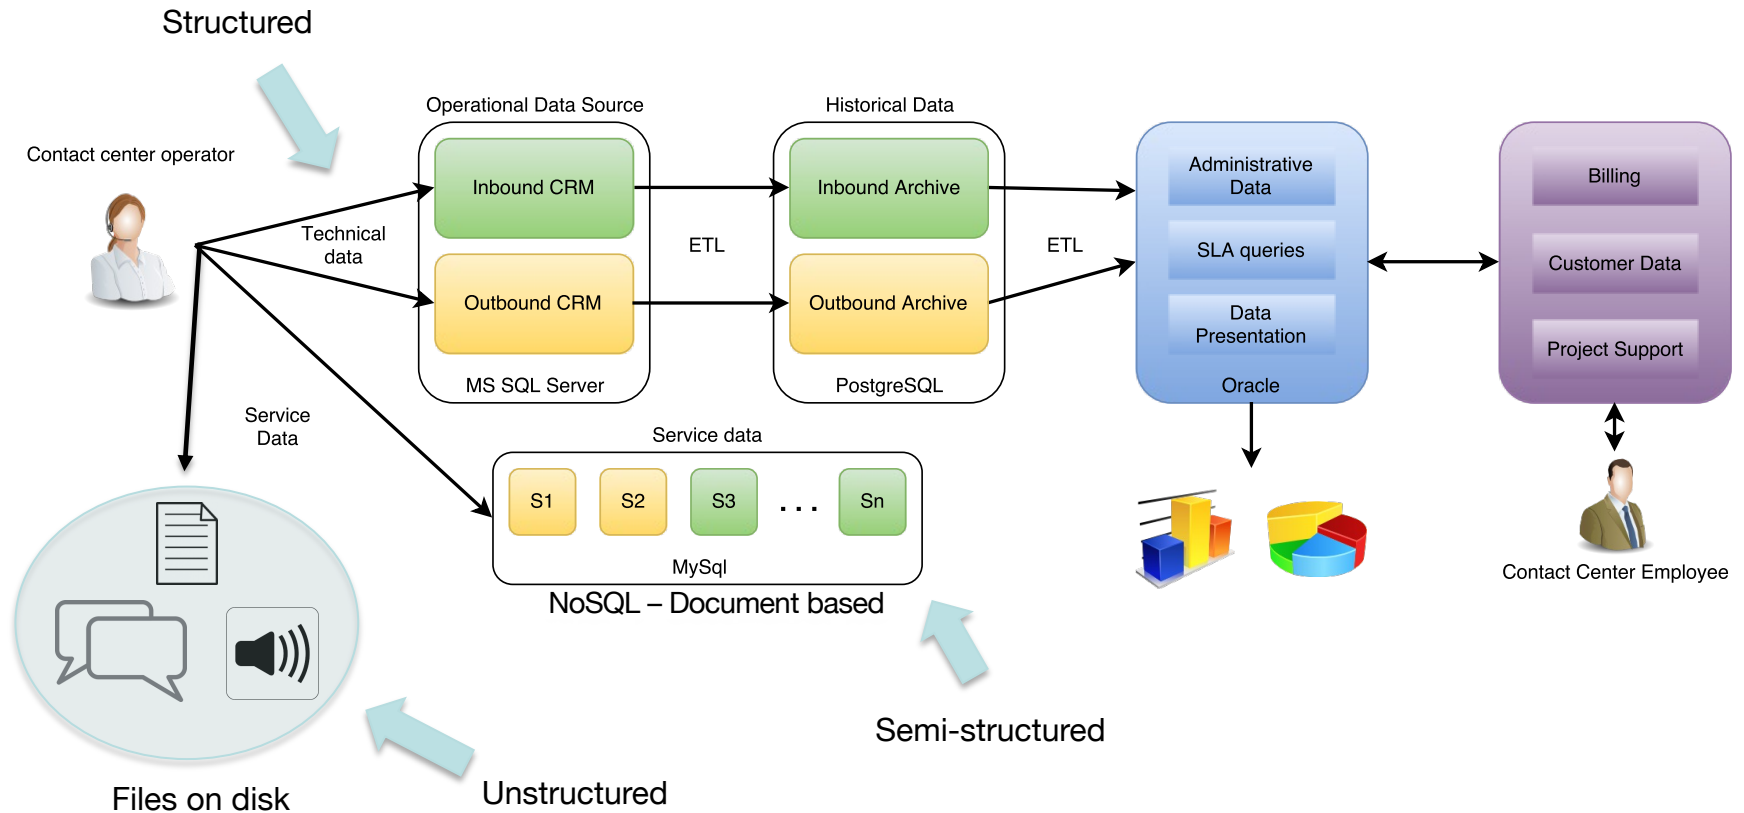 Structured
Operational Data Source
Historical Data
Contact center operator
Inbound CRM
Inbound Archive
Administrative
Data
Billing
Technical
data
ETL
ETL
SLA queries
Customer Data
Outbound CRM
Outbound Archive
Data
Presentation
Project Support
MS SQL Server
PostgreSQL
Oracle
Service
Data
Service data
S1
S2
S3
...
Sn
MySql
NoSQL – Document based
Contact Center Employee
Semi-structured
Unstructured
Files on disk